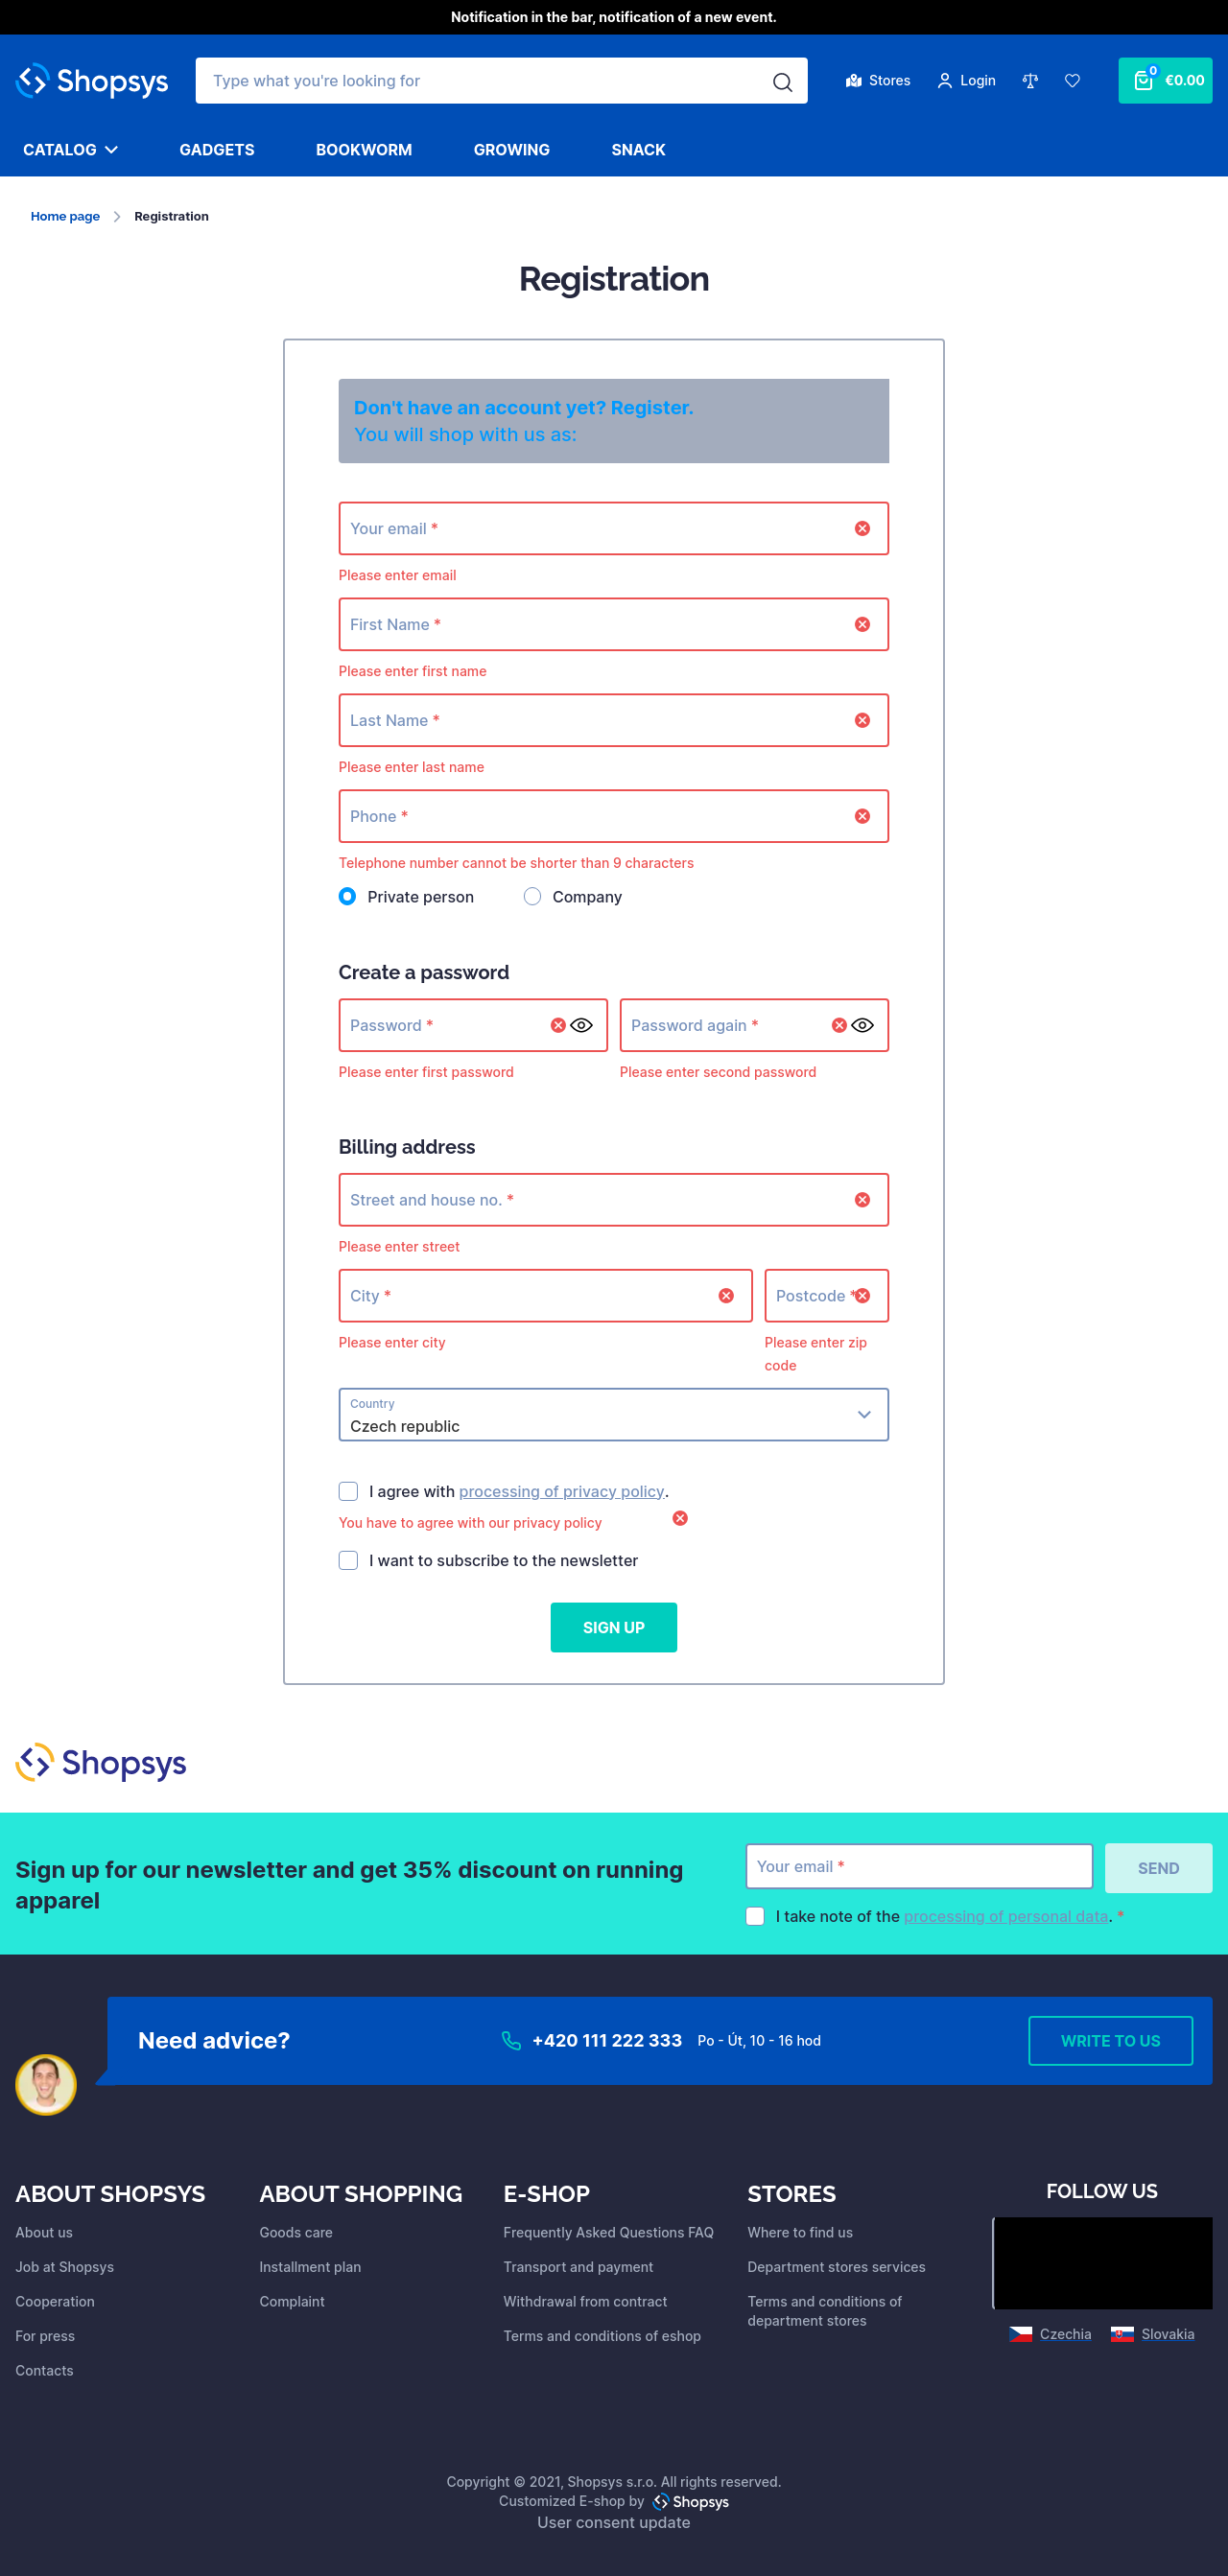 Notification in the bar, notification of a new event.
Shopsys
Type what you're looking for
Stores
Login
0
€0.00
CATALOG
GADGETS
BOOKWORM
GROWING
SNACK
Home page
Registration
Registration
Don't have an account yet? Register.
You will shop with us as:
Your email *
Please enter email
First Name *
Please enter first name
Last Name *
Please enter last name
Phone *
Telephone number cannot be shorter than 9 characters
Private person
Company
Create a password
Password *
Password again *
Please enter first password
Please enter second password
Billing address
Street and house no. *
Please enter street
City *
Postcode *
Please enter city
Please enter zip
code
Country
Czech republic
I agree with processing of privacy policy.
You have to agree with our privacy policy
I want to subscribe to the newsletter
SIGN UP
Shopsys
Sign up for our newsletter and get 35% discount on running
apparel
Your email *
SEND
I take note of the processing of personal data. *
Need advice?
+420 111 222 333
Po - Út, 10 - 16 hod
WRITE TO US
ABOUT SHOPSYS
About us
Job at Shopsys
Cooperation
For press
Contacts
ABOUT SHOPPING
Goods care
Installment plan
Complaint
E-SHOP
Frequently Asked Questions FAQ
Transport and payment
Withdrawal from contract
Terms and conditions of eshop
STORES
Where to find us
Department stores services
Terms and conditions of
department stores
FOLLOW US
Czechia
Slovakia
Copyright © 2021, Shopsys s.r.o. All rights reserved.
Customized E-shop by Shopsys
User consent update